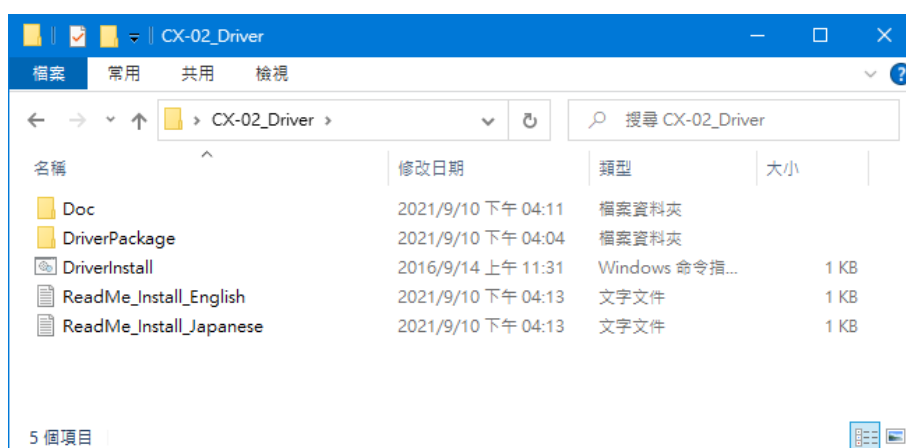 CX-02_Driver
檔案 常用 共用 檢視
CX-02_Driver 搜尋 CX-02_Driver
名稱 修改日期 類型 大小
Doc 2021/9/10 下午 04:11 檔案資料夾
DriverPackage 2021/9/10 下午 04:04 檔案資料夾
DriverInstall 2016/9/14 上午 11:31 Windows 命令指... 1 KB
ReadMe_Install_English 2021/9/10 下午 04:13 文字文件 1 KB
ReadMe_Install_Japanese 2021/9/10 下午 04:13 文字文件 1 KB
5 個項目